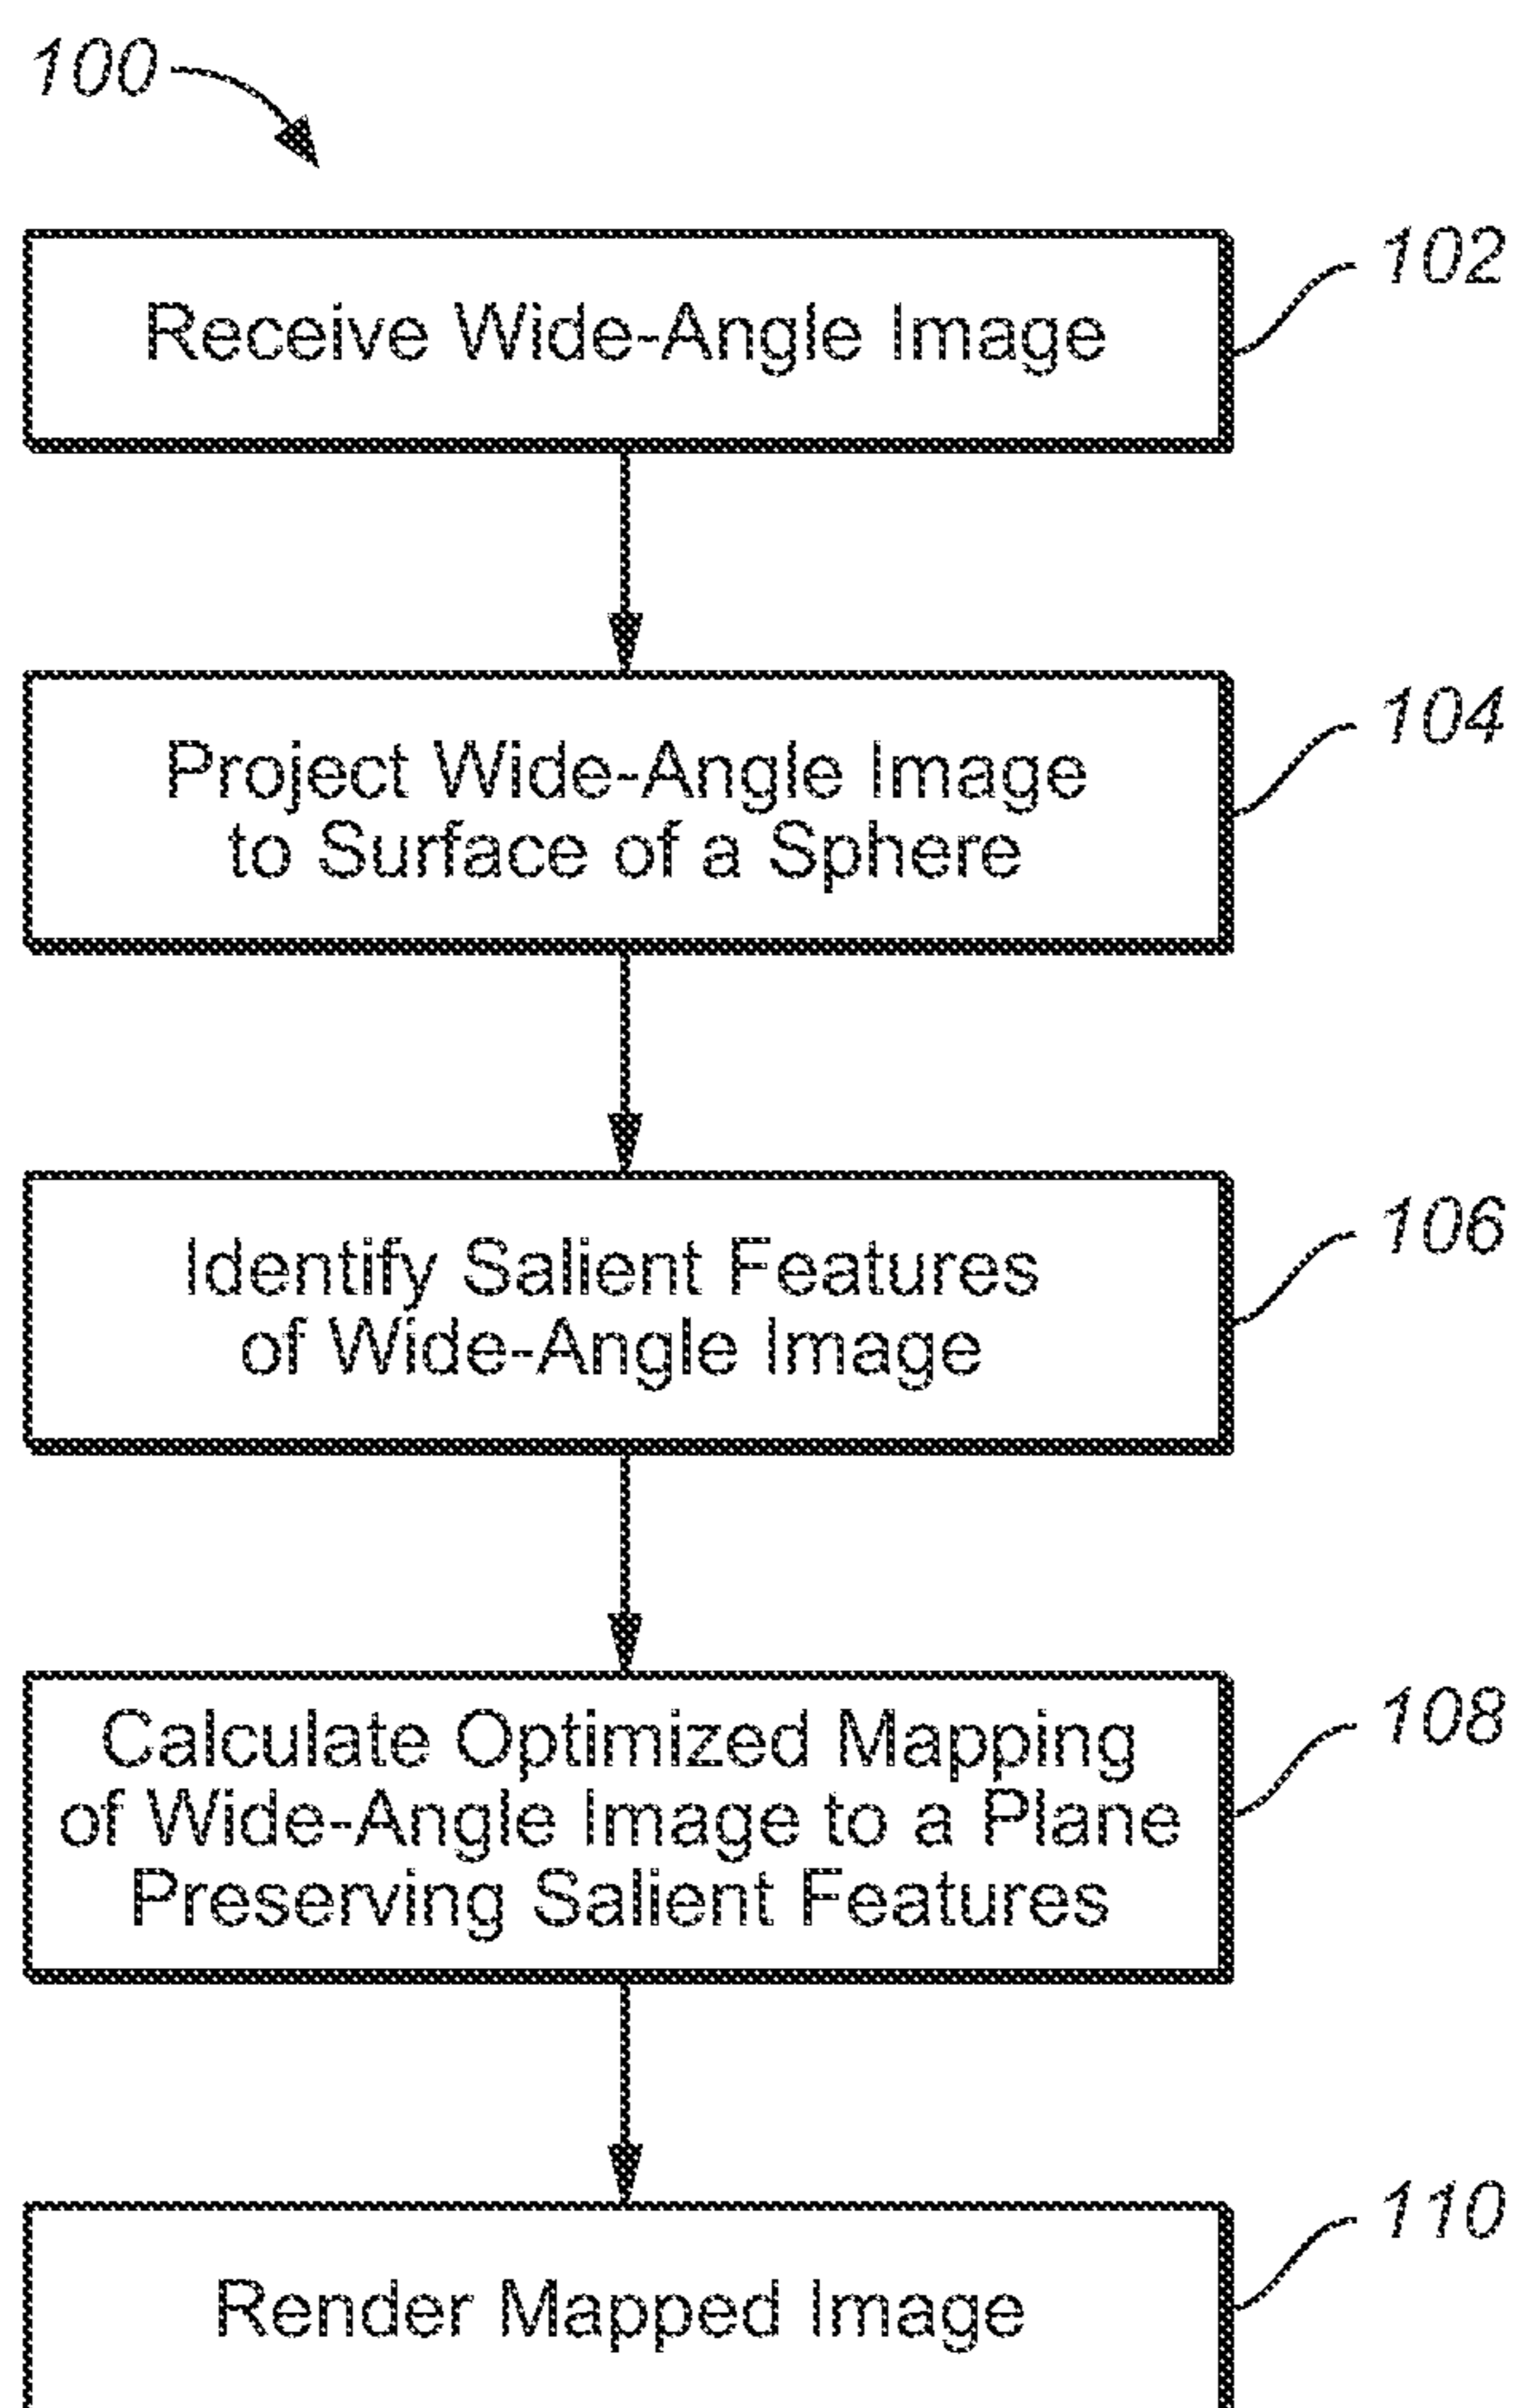 100
102
Receive Wide-Angle Image
104
Project Wide-Angle Image
to Surface of a Sphere
106
Identify Salient Features
of Wide-Angle Image
108
Calculate Optimized Mapping
of Wide-Angle Image to a Plane
Preserving Salient Features
110
Render Mapped Image